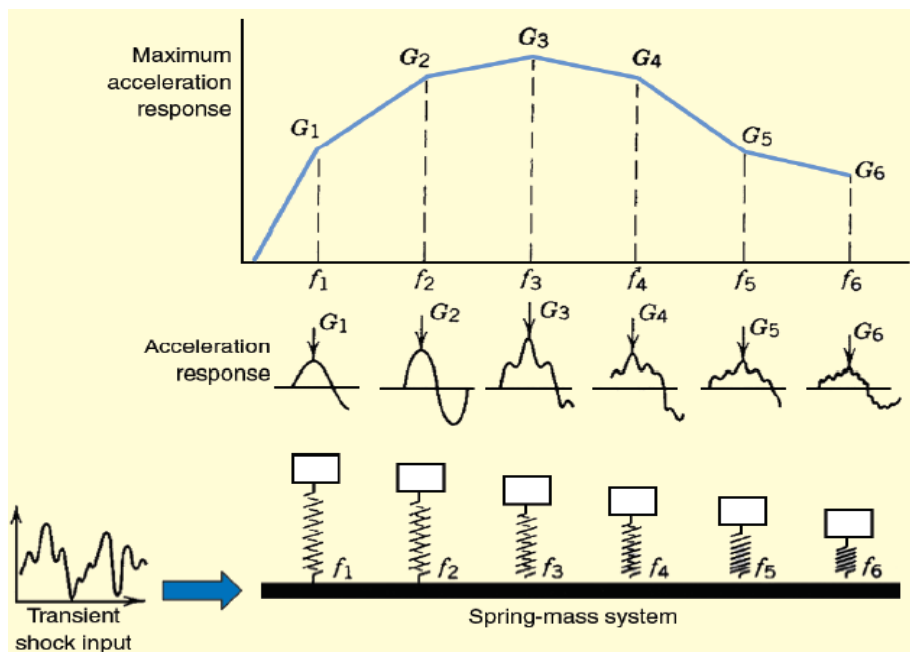 Maximum
acceleration
response
G1
G2
G3
G4
G5
G6
f1 f2 f3 f4 f5 f6
Acceleration
response
G1 G2 G3 G4 G5 G6
f1 f2 f3 f4 f5 f6
Transient
shock input
Spring-mass system